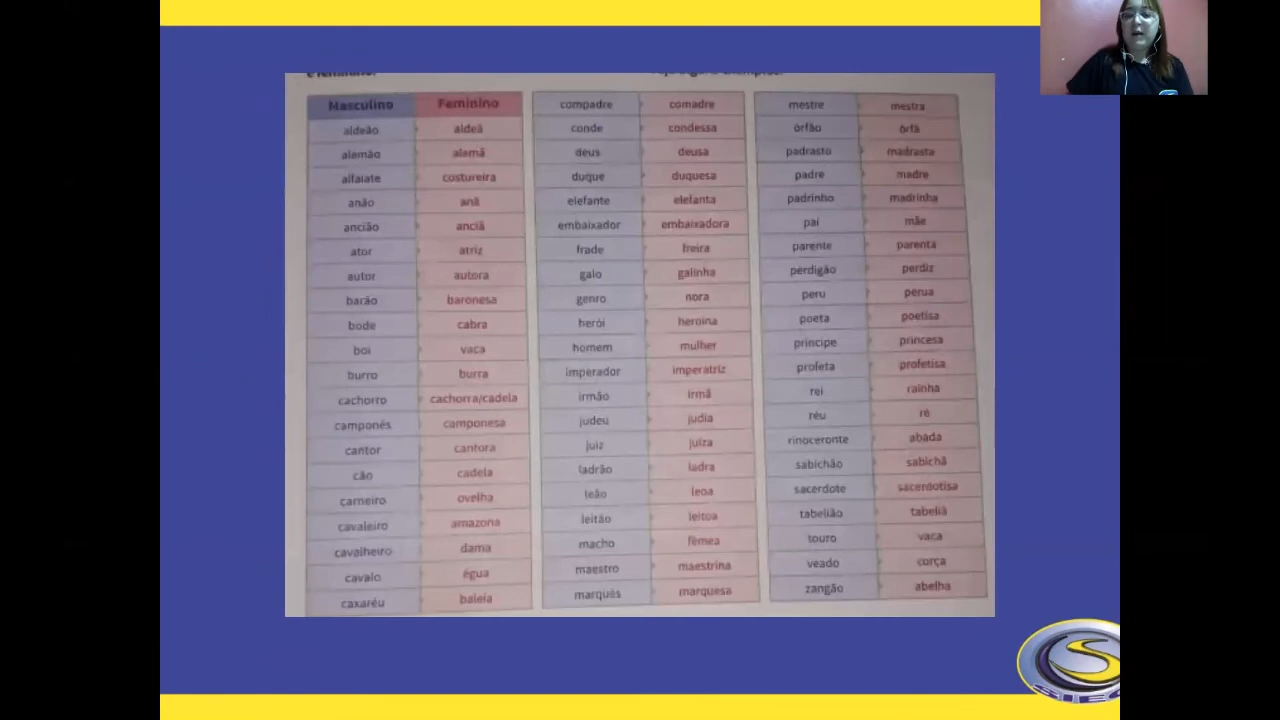 Masculino Feminino
aldeão aldeã
alemão alemã
alfaiate costureira
anão anã
ancião anciã
ator atriz
autor autora
barão baronesa
bode cabra
boi vaca
burro burra
cachorro cachorra/cadela
camponês camponesa
cantor cantora
cão cadela
carneiro ovelha
cavaleiro amazona
cavalheiro dama
cavalo égua
caxaréu baleia
compadre comadre
conde condessa
deus deusa
duque duquesa
elefante elefanta
embaixador embaixadora
frade freira
galo galinha
genro nora
herói heroína
homem mulher
imperador imperatriz
irmão irmã
judeu judia
juiz juíza
ladrão ladra
leão leoa
leitão leitoa
macho fêmea
maestro maestrina
marquês marquesa
mestre mestra
órfão órfã
padrasto madrasta
padre madre
padrinho madrinha
pai mãe
parente parenta
perdigão perdiz
peru perua
poeta poetisa
príncipe princesa
profeta profetisa
rei rainha
réu ré
rinoceronte abada
sabichão sabichã
sacerdote sacerdotisa
tabelião tabeliã
touro vaca
veado corça
zangão abelha